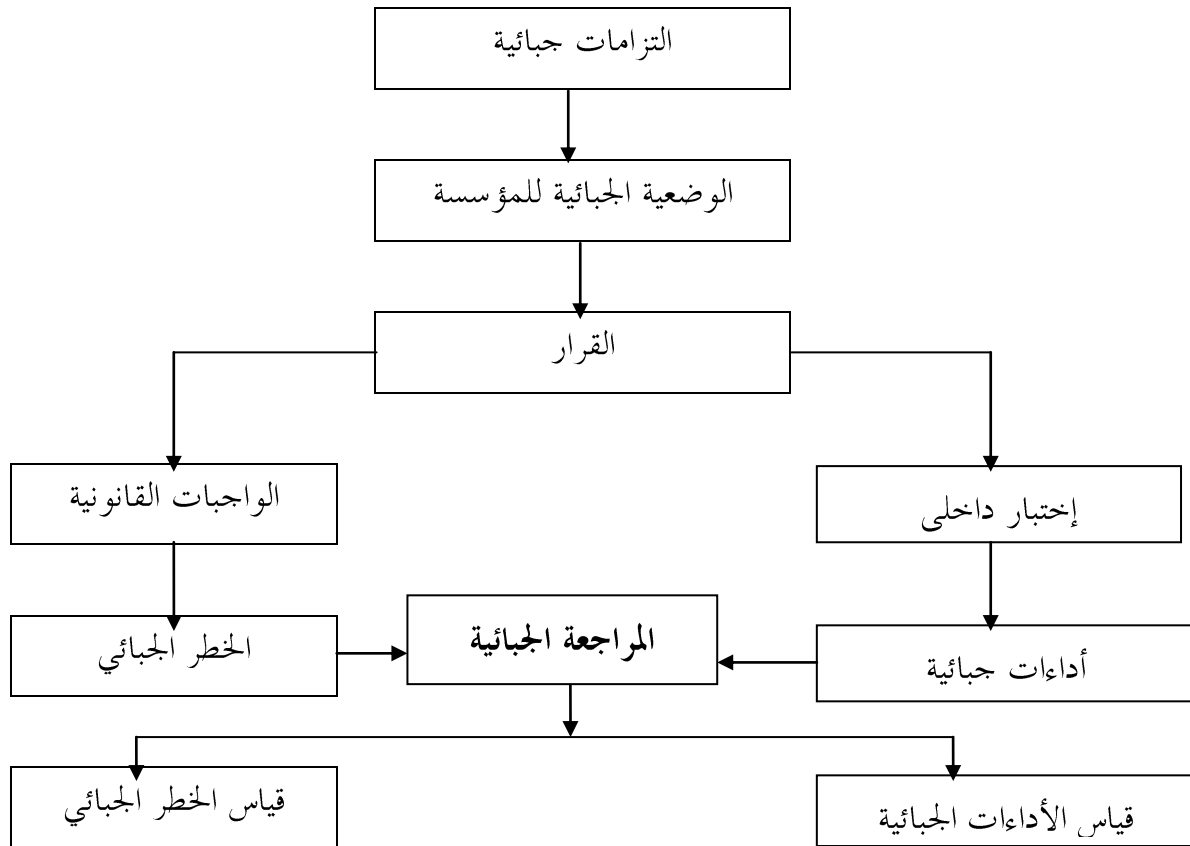 التزامات جبائية
الوضعية الجبائية للمؤسسة
القرار
إختبار داخلى
الواجبات القانونية
المراجعة الجبائية
أداءات جبائية
الخطر الجبائي
قياس الأداءات الجبائية
قياس الخطر الجبائي